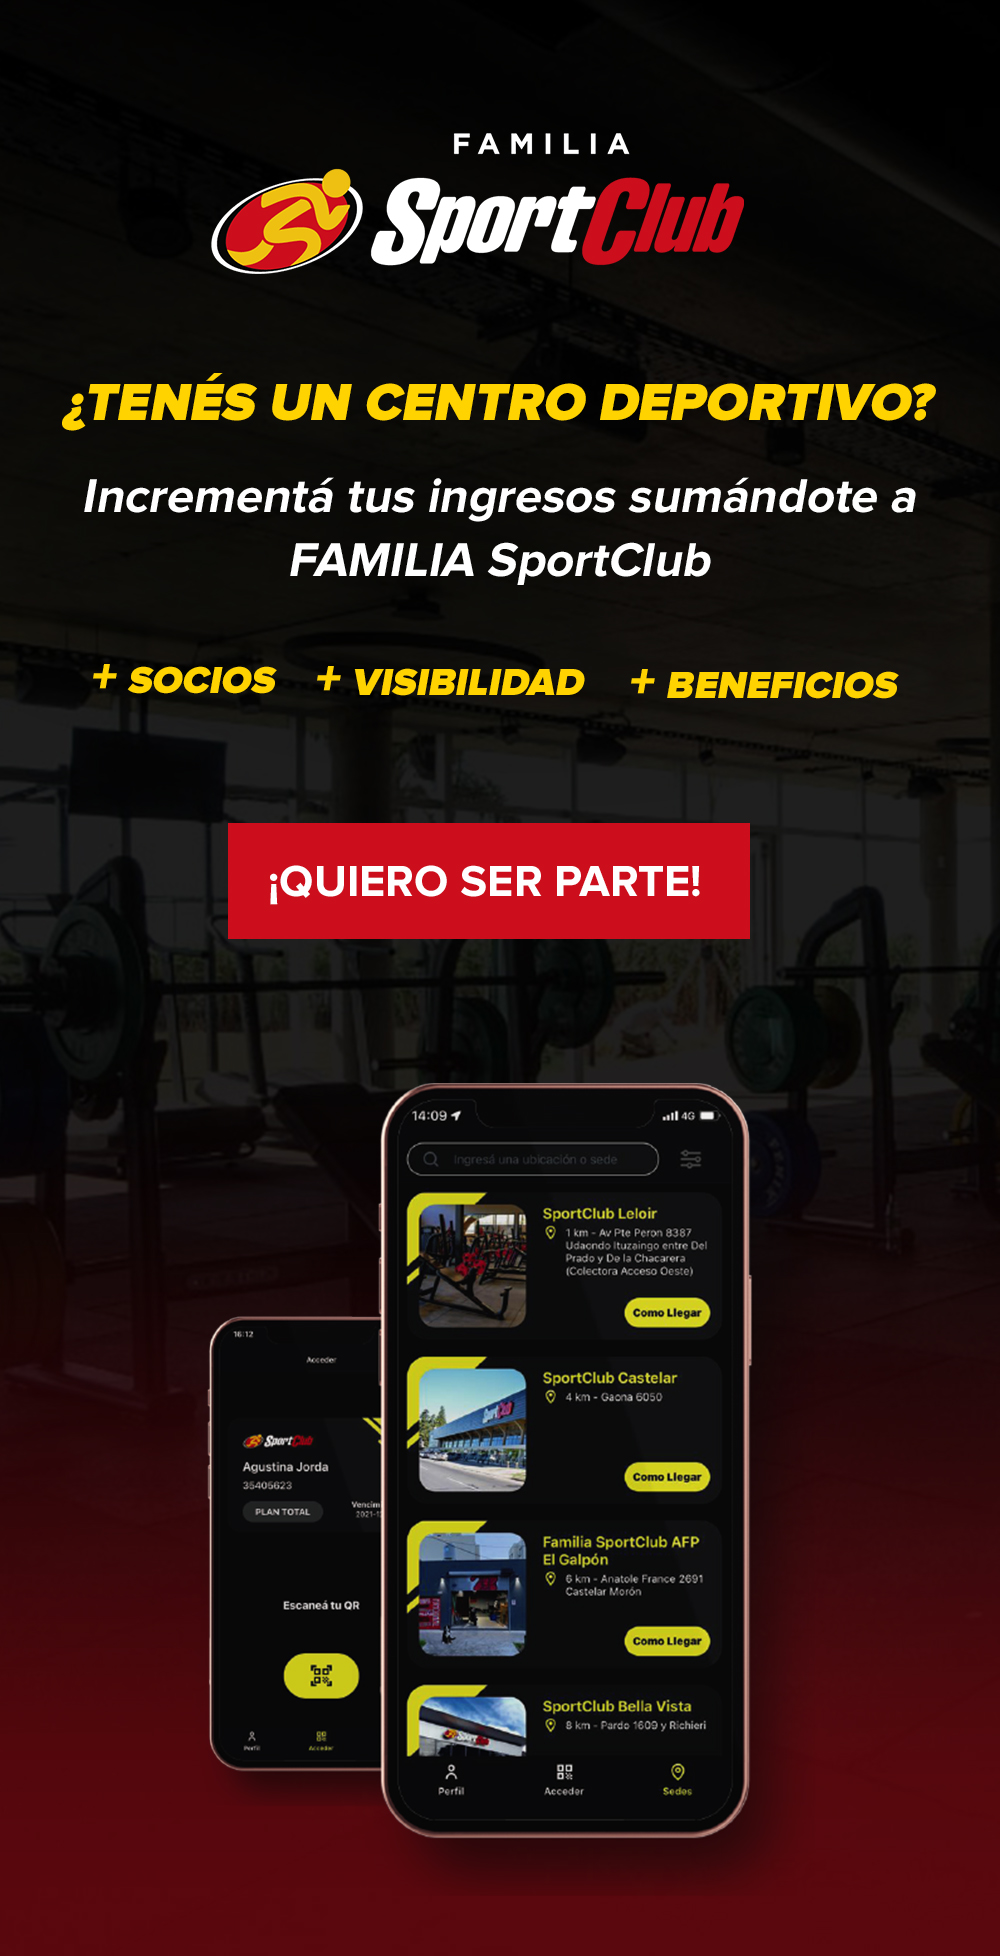 FAMILIA
SportClub
¿TENÉS UN CENTRO DEPORTIVO?
Incrementá tus ingresos sumándote a
FAMILIA SportClub
+ SOCIOS + VISIBILIDAD + BENEFICIOS
¡QUIERO SER PARTE!
14:09
4G
Ingresá una ubicación o sede
SportClub Leloir
1 km - Av Pte Peron 8387
Udaondo Ituzaingo entre Del
Prado y De la Chacarera
(Colectora Acceso Oeste)
Como Llegar
SportClub Castelar
4 km - Gaona 6050
SportClub
Como Llegar
Familia SportClub AFP
El Galpón
6 km - Anatole France 2691
Castelar Morón
Como Llegar
SportClub Bella Vista
8 km - Pardo 1609 y Richieri
SportClub
Perfil
Acceder
Sedes
16:12
Acceder
SportClub
Agustina Jorda
35405623
PLAN TOTAL
Vencim
2021-1
Escaneá tu QR
Perfil
Acceder